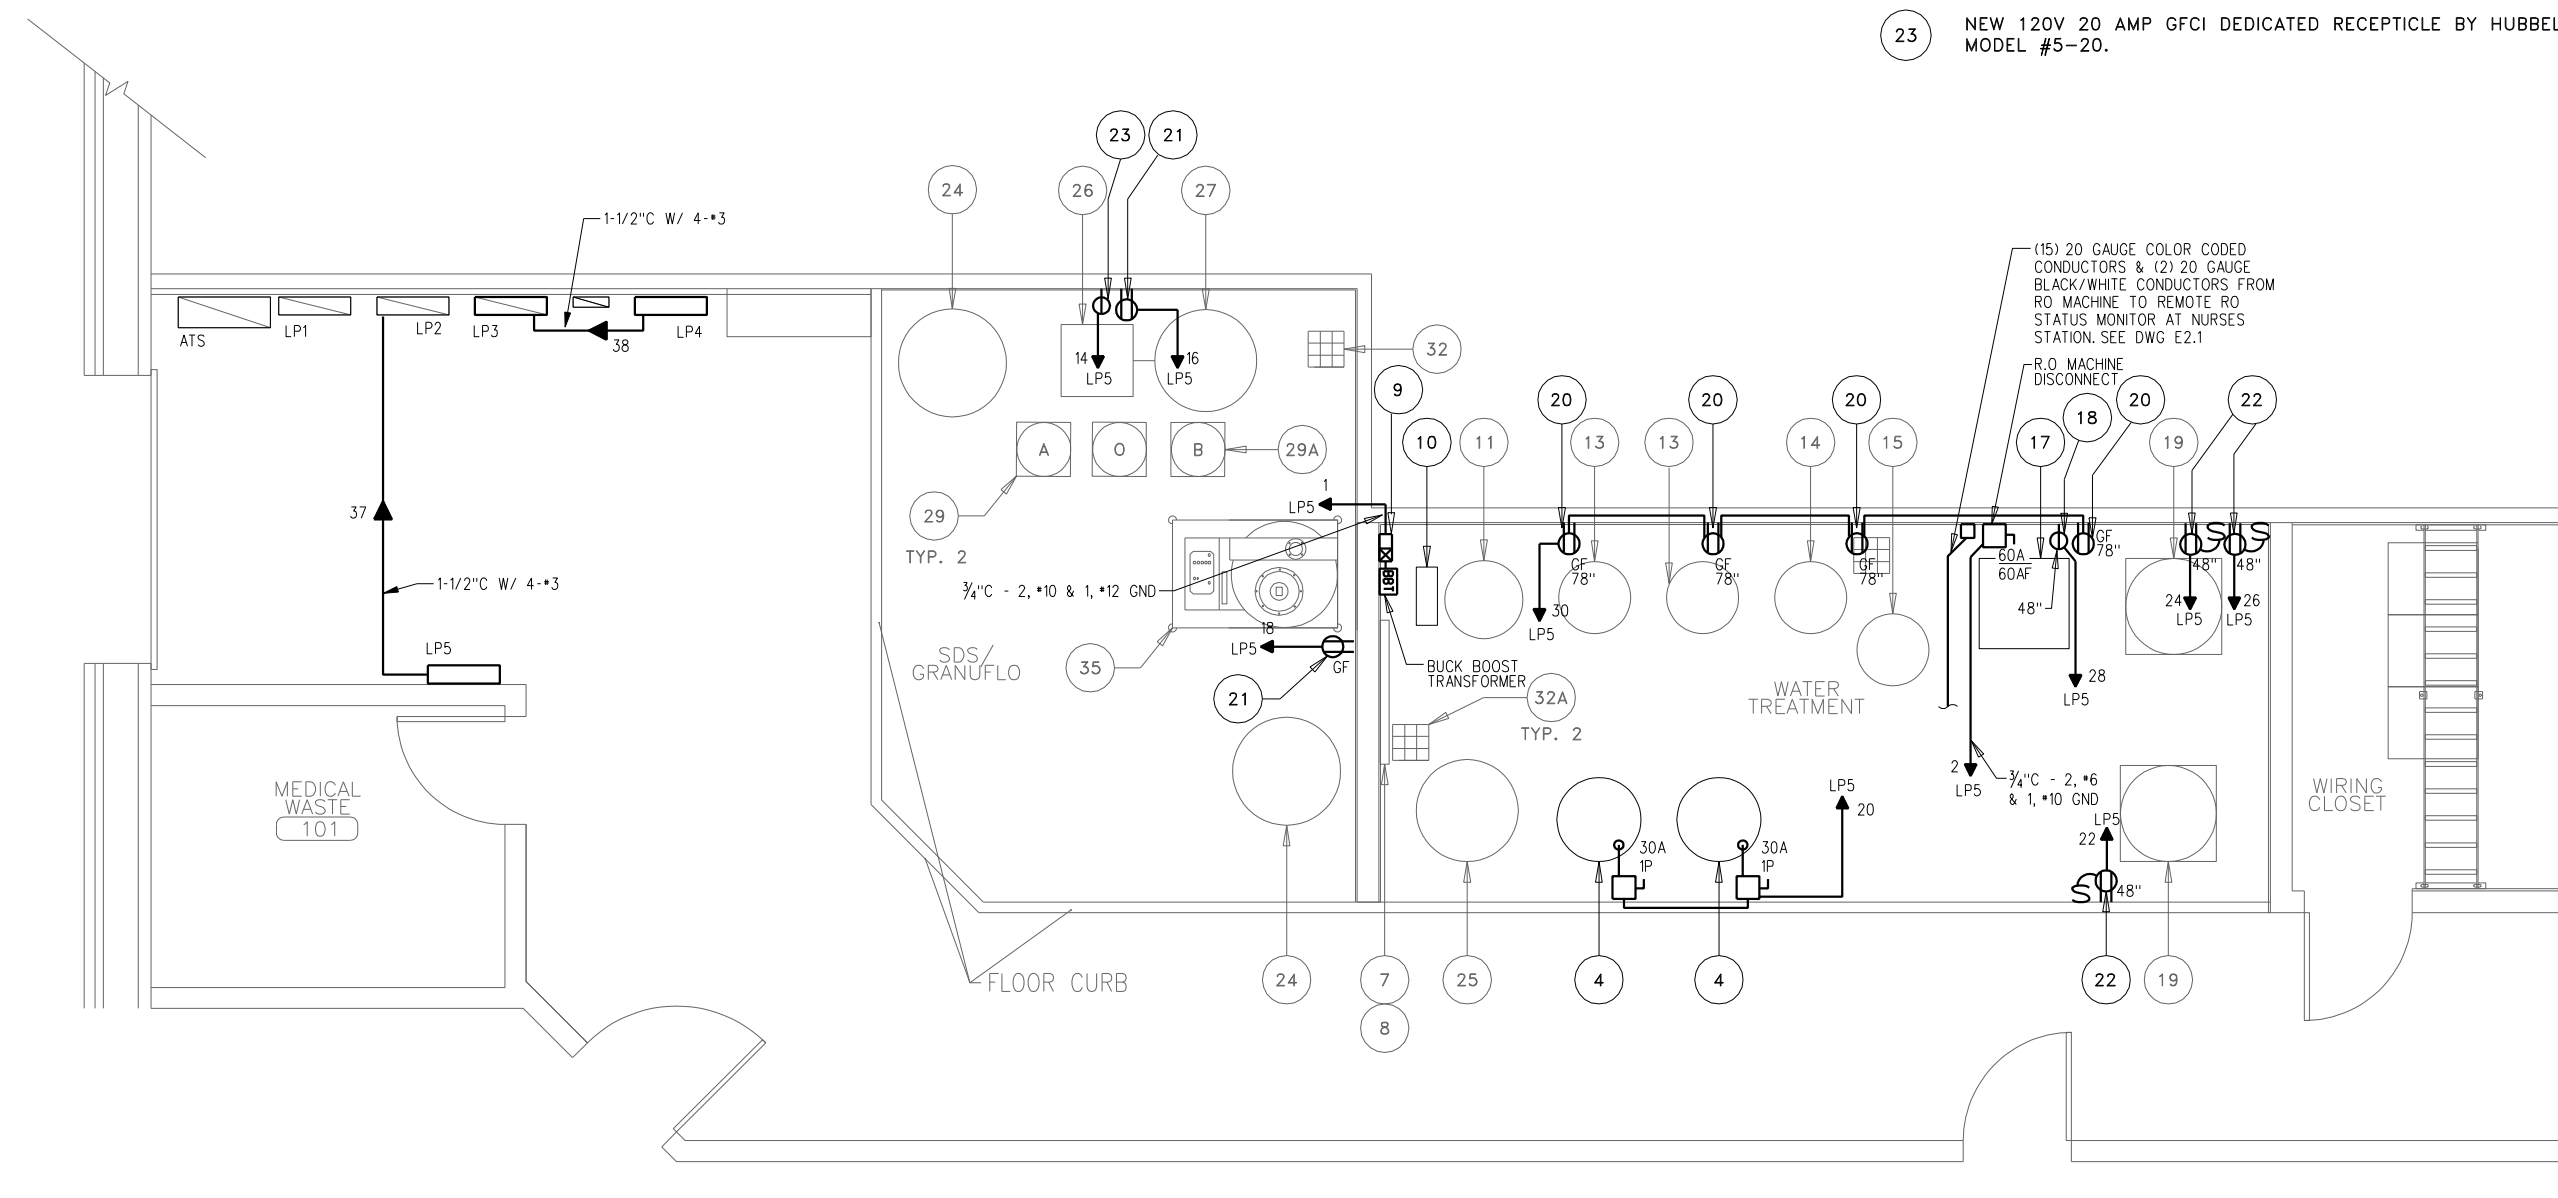 23
NEW 120V 20 AMP GFCI DEDICATED RECEPTICLE BY HUBBEL
MODEL #5-20.
23
21
24
26
27
1-1/2"C W/ 4-#3
(15) 20 GAUGE COLOR CODED
CONDUCTORS & (2) 20 GAUGE
BLACK/WHITE CONDUCTORS FROM
RO MACHINE TO REMOTE RO
STATUS MONITOR AT NURSES
STATION. SEE DWG E2.1
R.O MACHINE
DISCONNECT
ATS
LP1
LP2
LP3
38
LP4
14
LP5
16
LP5
32
9
20
20
20
18
20
22
10
11
13
13
14
15
17
19
A
O
B
29A
29
TYP. 2
1
LP5
37
1-1/2"C W/ 4-#3
LP5
3/4"C - 2, #10 & 1, #12 GND
BBT
GF
78"
GF
78"
GF
78"
GF
78"
60A
60AF
48"
48"
48"
30
LP5
24
LP5
26
LP5
18
LP5
GF
SDS/
GRANUFLO
35
21
BUCK BOOST
TRANSFORMER
32A
TYP. 2
WATER
TREATMENT
28
LP5
2
LP5
3/4"C - 2, #6
& 1, #10 GND
LP5
20
LP5
22
48"
S
S
S
WIRING
CLOSET
MEDICAL
WASTE
101
30A
1P
30A
1P
FLOOR CURB
24
7
8
25
4
4
22
19